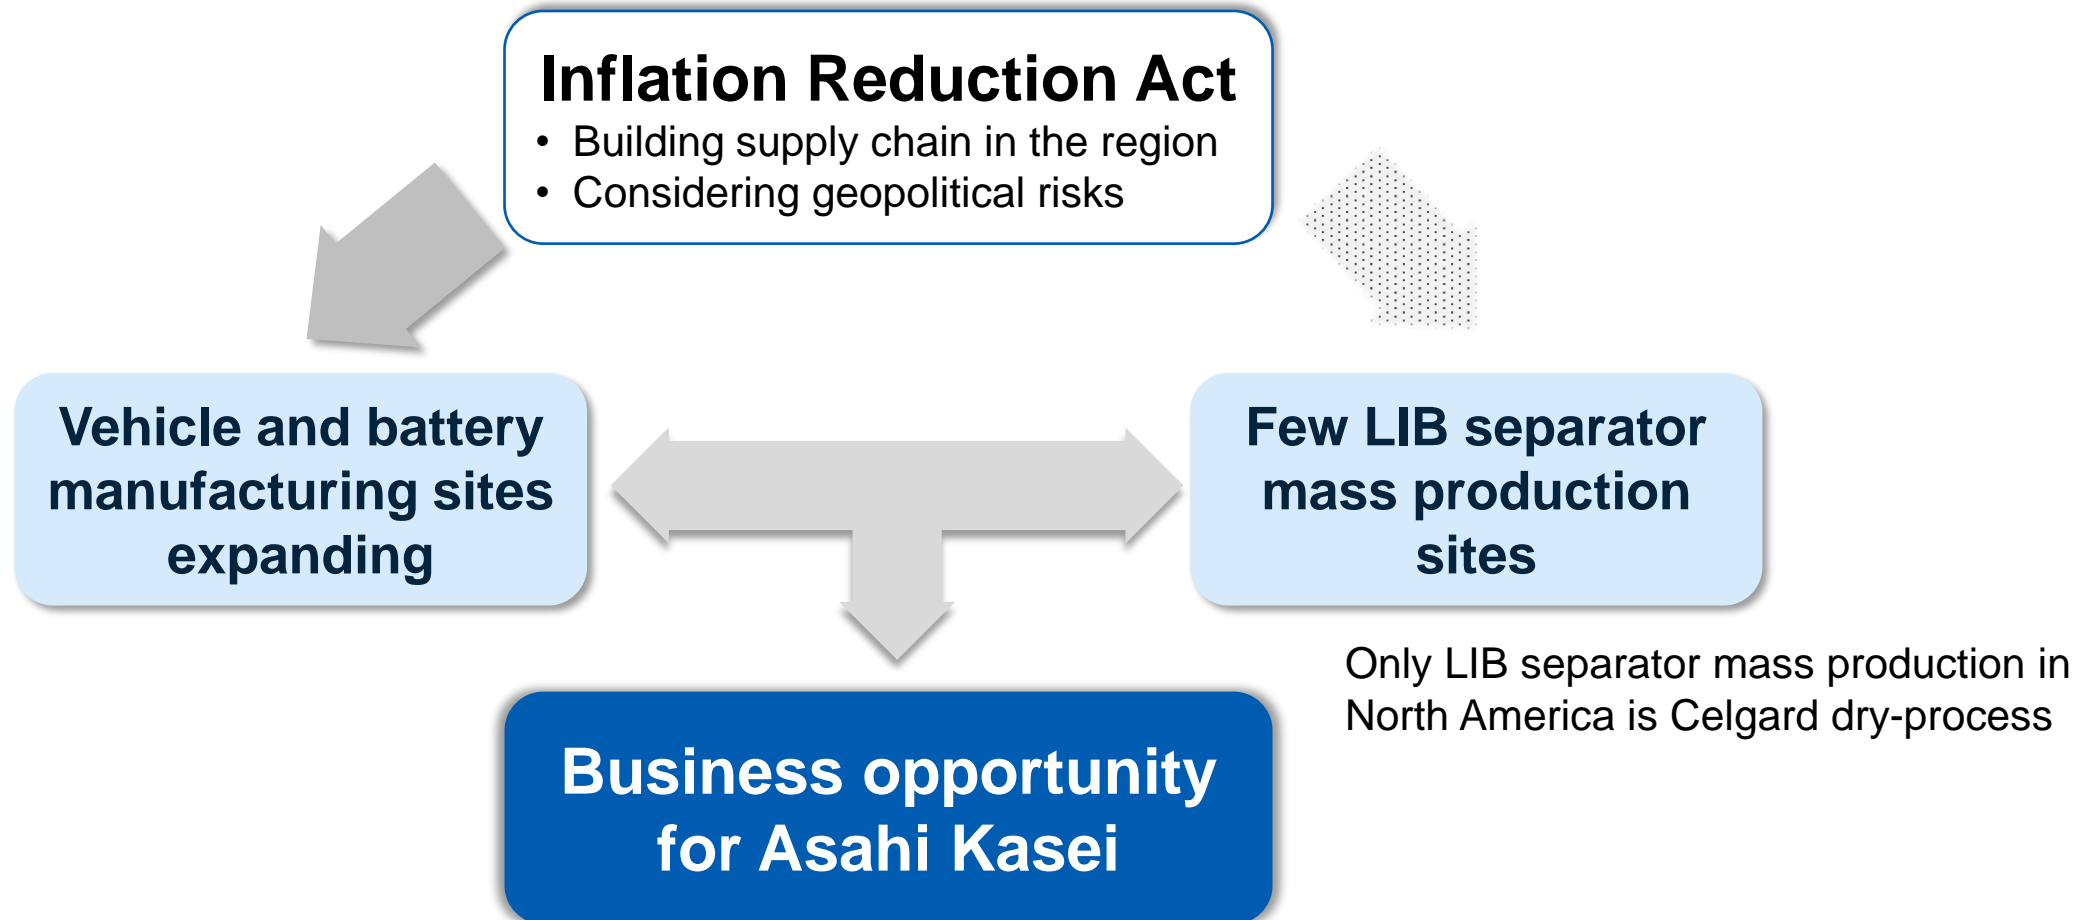 Inflation Reduction Act
• Building supply chain in the region
• Considering geopolitical risks
Vehicle and battery
manufacturing sites
expanding
Few LIB separator
mass production
sites
Only LIB separator mass production in
North America is Celgard dry-process
Business opportunity
for Asahi Kasei